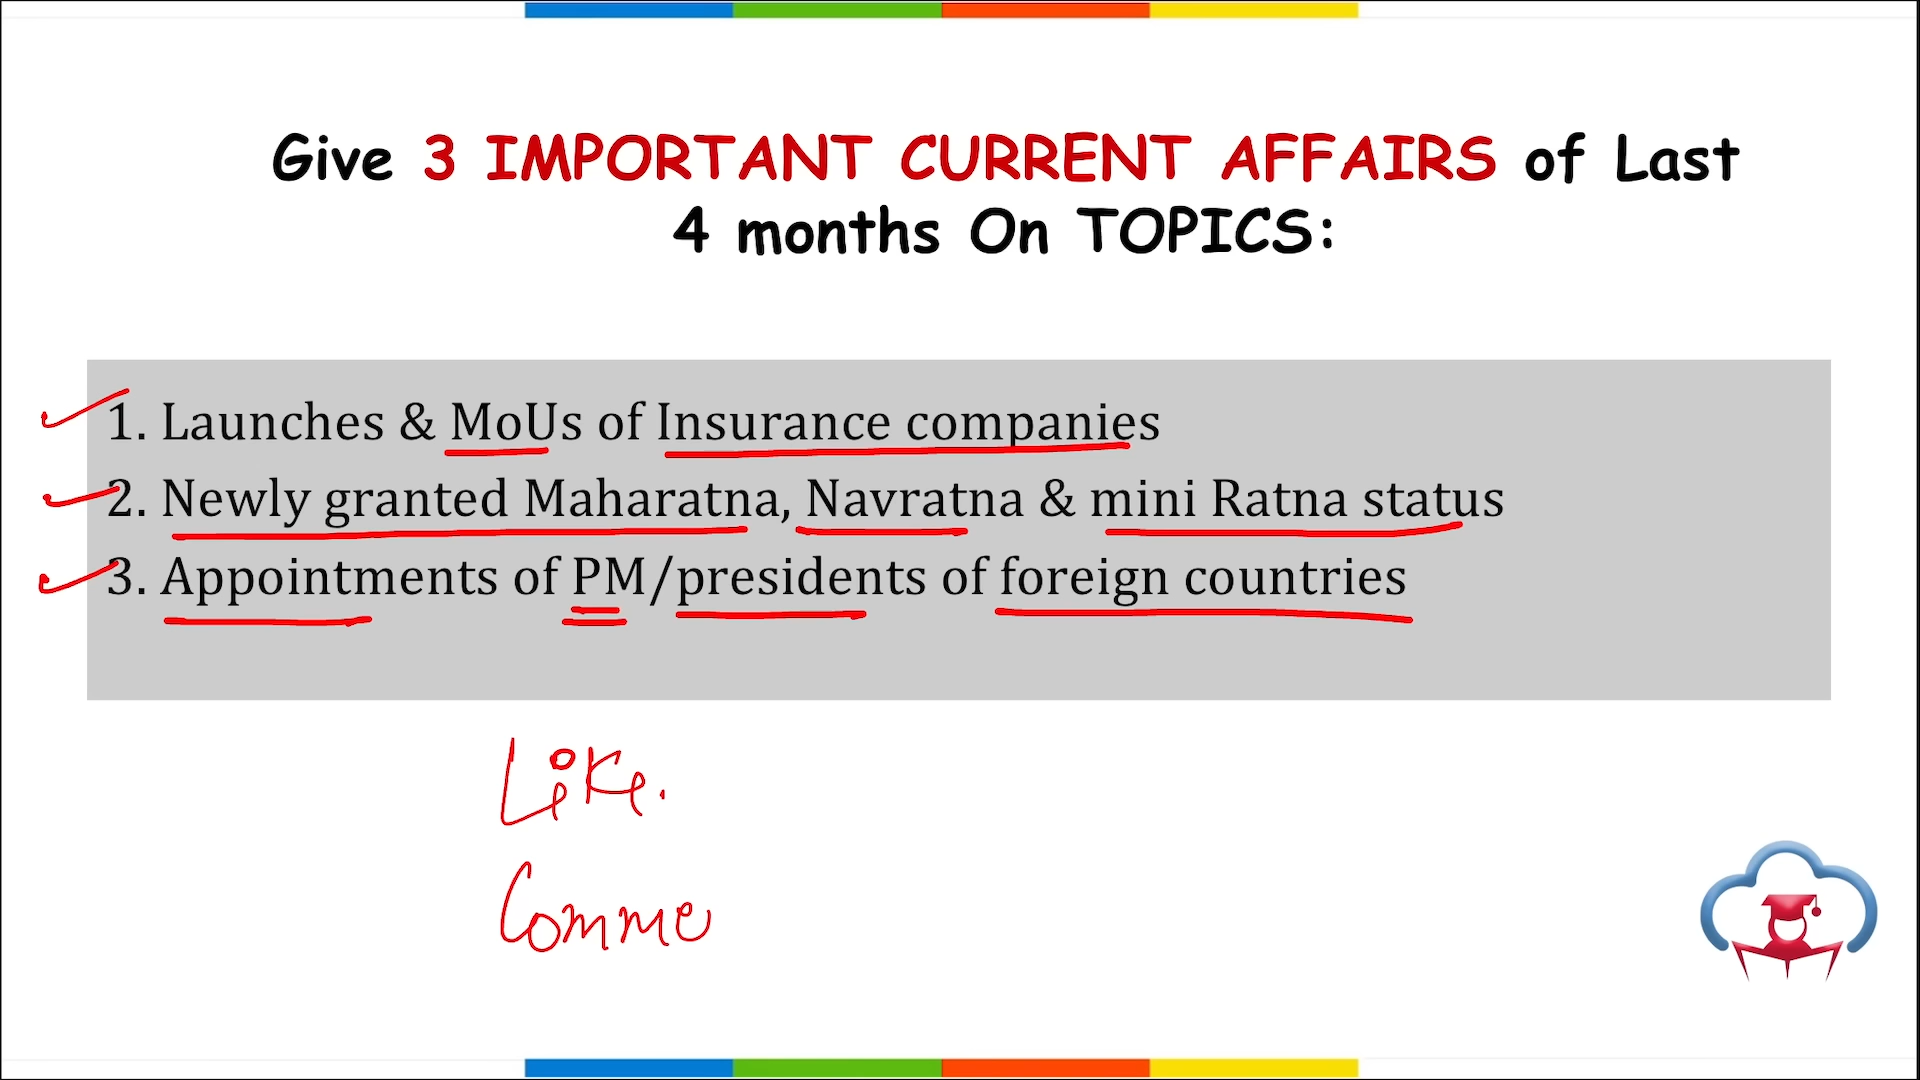 Give 3 IMPORTANT CURRENT AFFAIRS of Last
4 months On TOPICS:
1. Launches & MoUs of Insurance companies
2. Newly granted Maharatna, Navratna & mini Ratna status
3. Appointments of PM/presidents of foreign countries
Like.
Comme